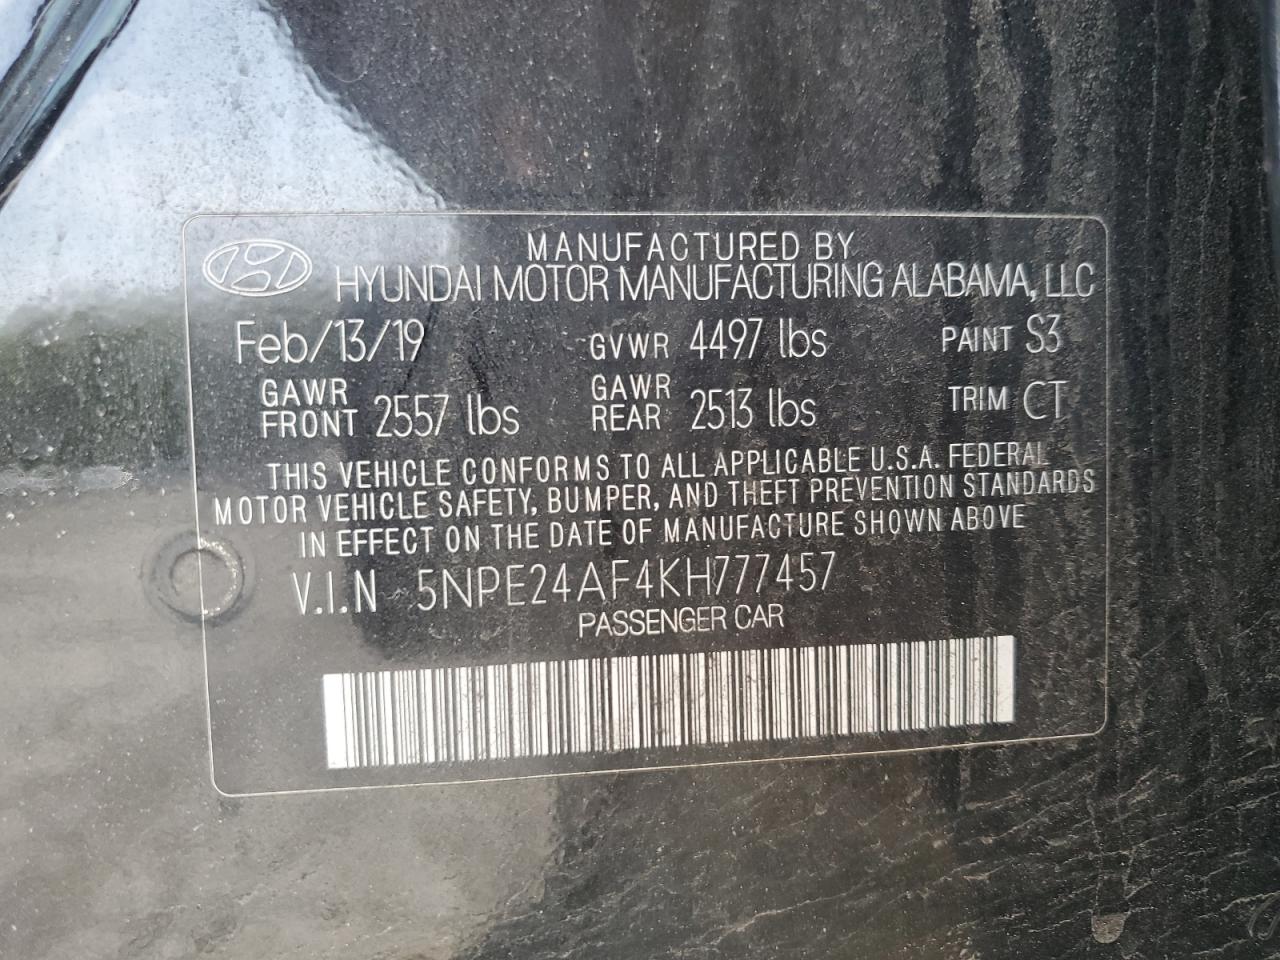 MANUFACTURED BY
HYUNDAI MOTOR MANUFACTURING ALABAMA, LLC
Feb/13/19 GVWR 4497 lbs PAINT S3
GAWR FRONT 2557 lbs GAWR REAR 2513 lbs TRIM CT
THIS VEHICLE CONFORMS TO ALL APPLICABLE U.S.A. FEDERAL
MOTOR VEHICLE SAFETY, BUMPER, AND THEFT PREVENTION STANDARDS
IN EFFECT ON THE DATE OF MANUFACTURE SHOWN ABOVE
V.I.N 5NPE24AF4KH777457
PASSENGER CAR